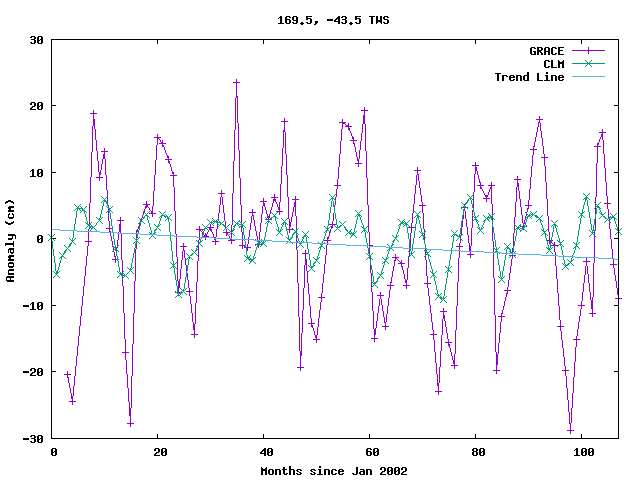 169.5, -43.5 TWS
GRACE
CLM
Trend Line
30
20
10
0
-10
-20
-30
Anomaly (cm)
0 20 40 60 80 100
Months since Jan 2002